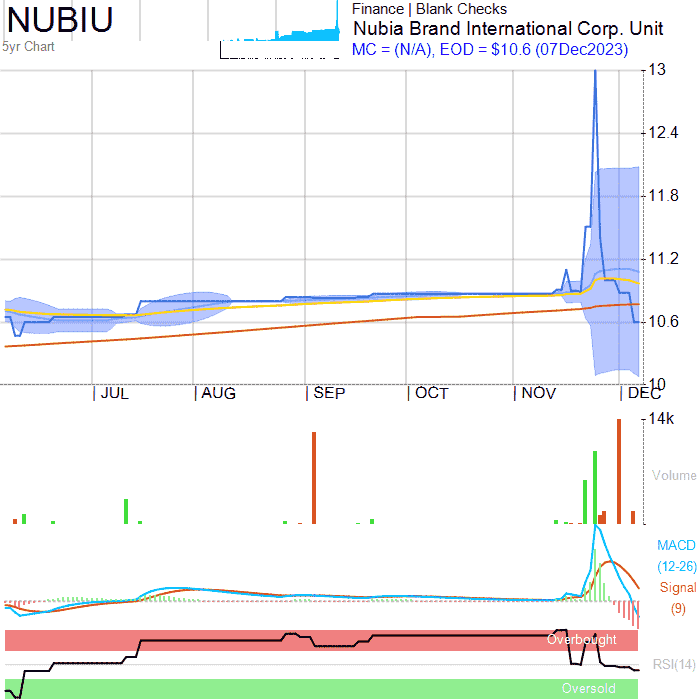 NUBIU
5yr Chart
Finance | Blank Checks
Nubia Brand International Corp. Unit
MC = (N/A), EOD = $10.6 (07Dec2023)
13
12.4
11.8
11.2
10.6
10
JUL AUG SEP OCT NOV DEC
14k
Volume
MACD
(12-26)
Signal
(9)
Overbought
RSI(14)
Oversold